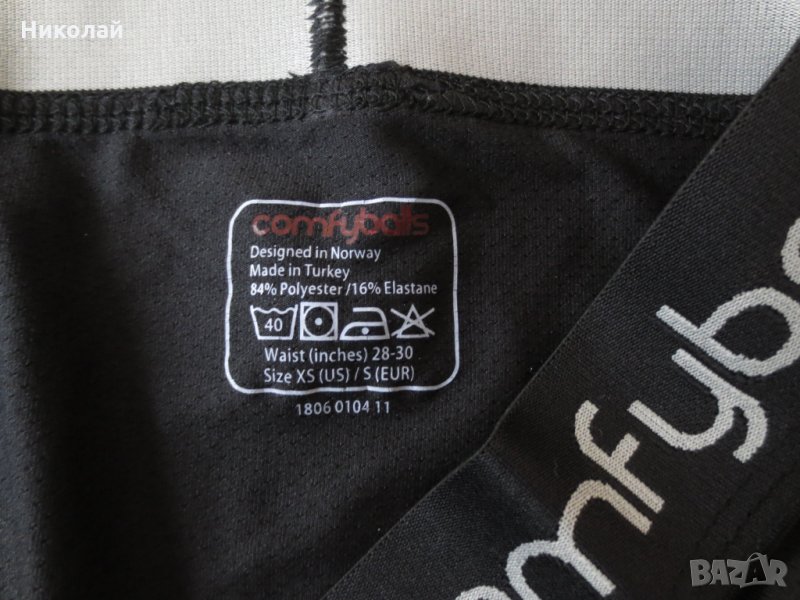 Николай
comfyballs
Designed in Norway
Made in Turkey
84% Polyester /16% Elastane
40
Waist (inches) 28-30
Size XS (US) / S (EUR)
1806 0104 11
omfyba
BAZAR